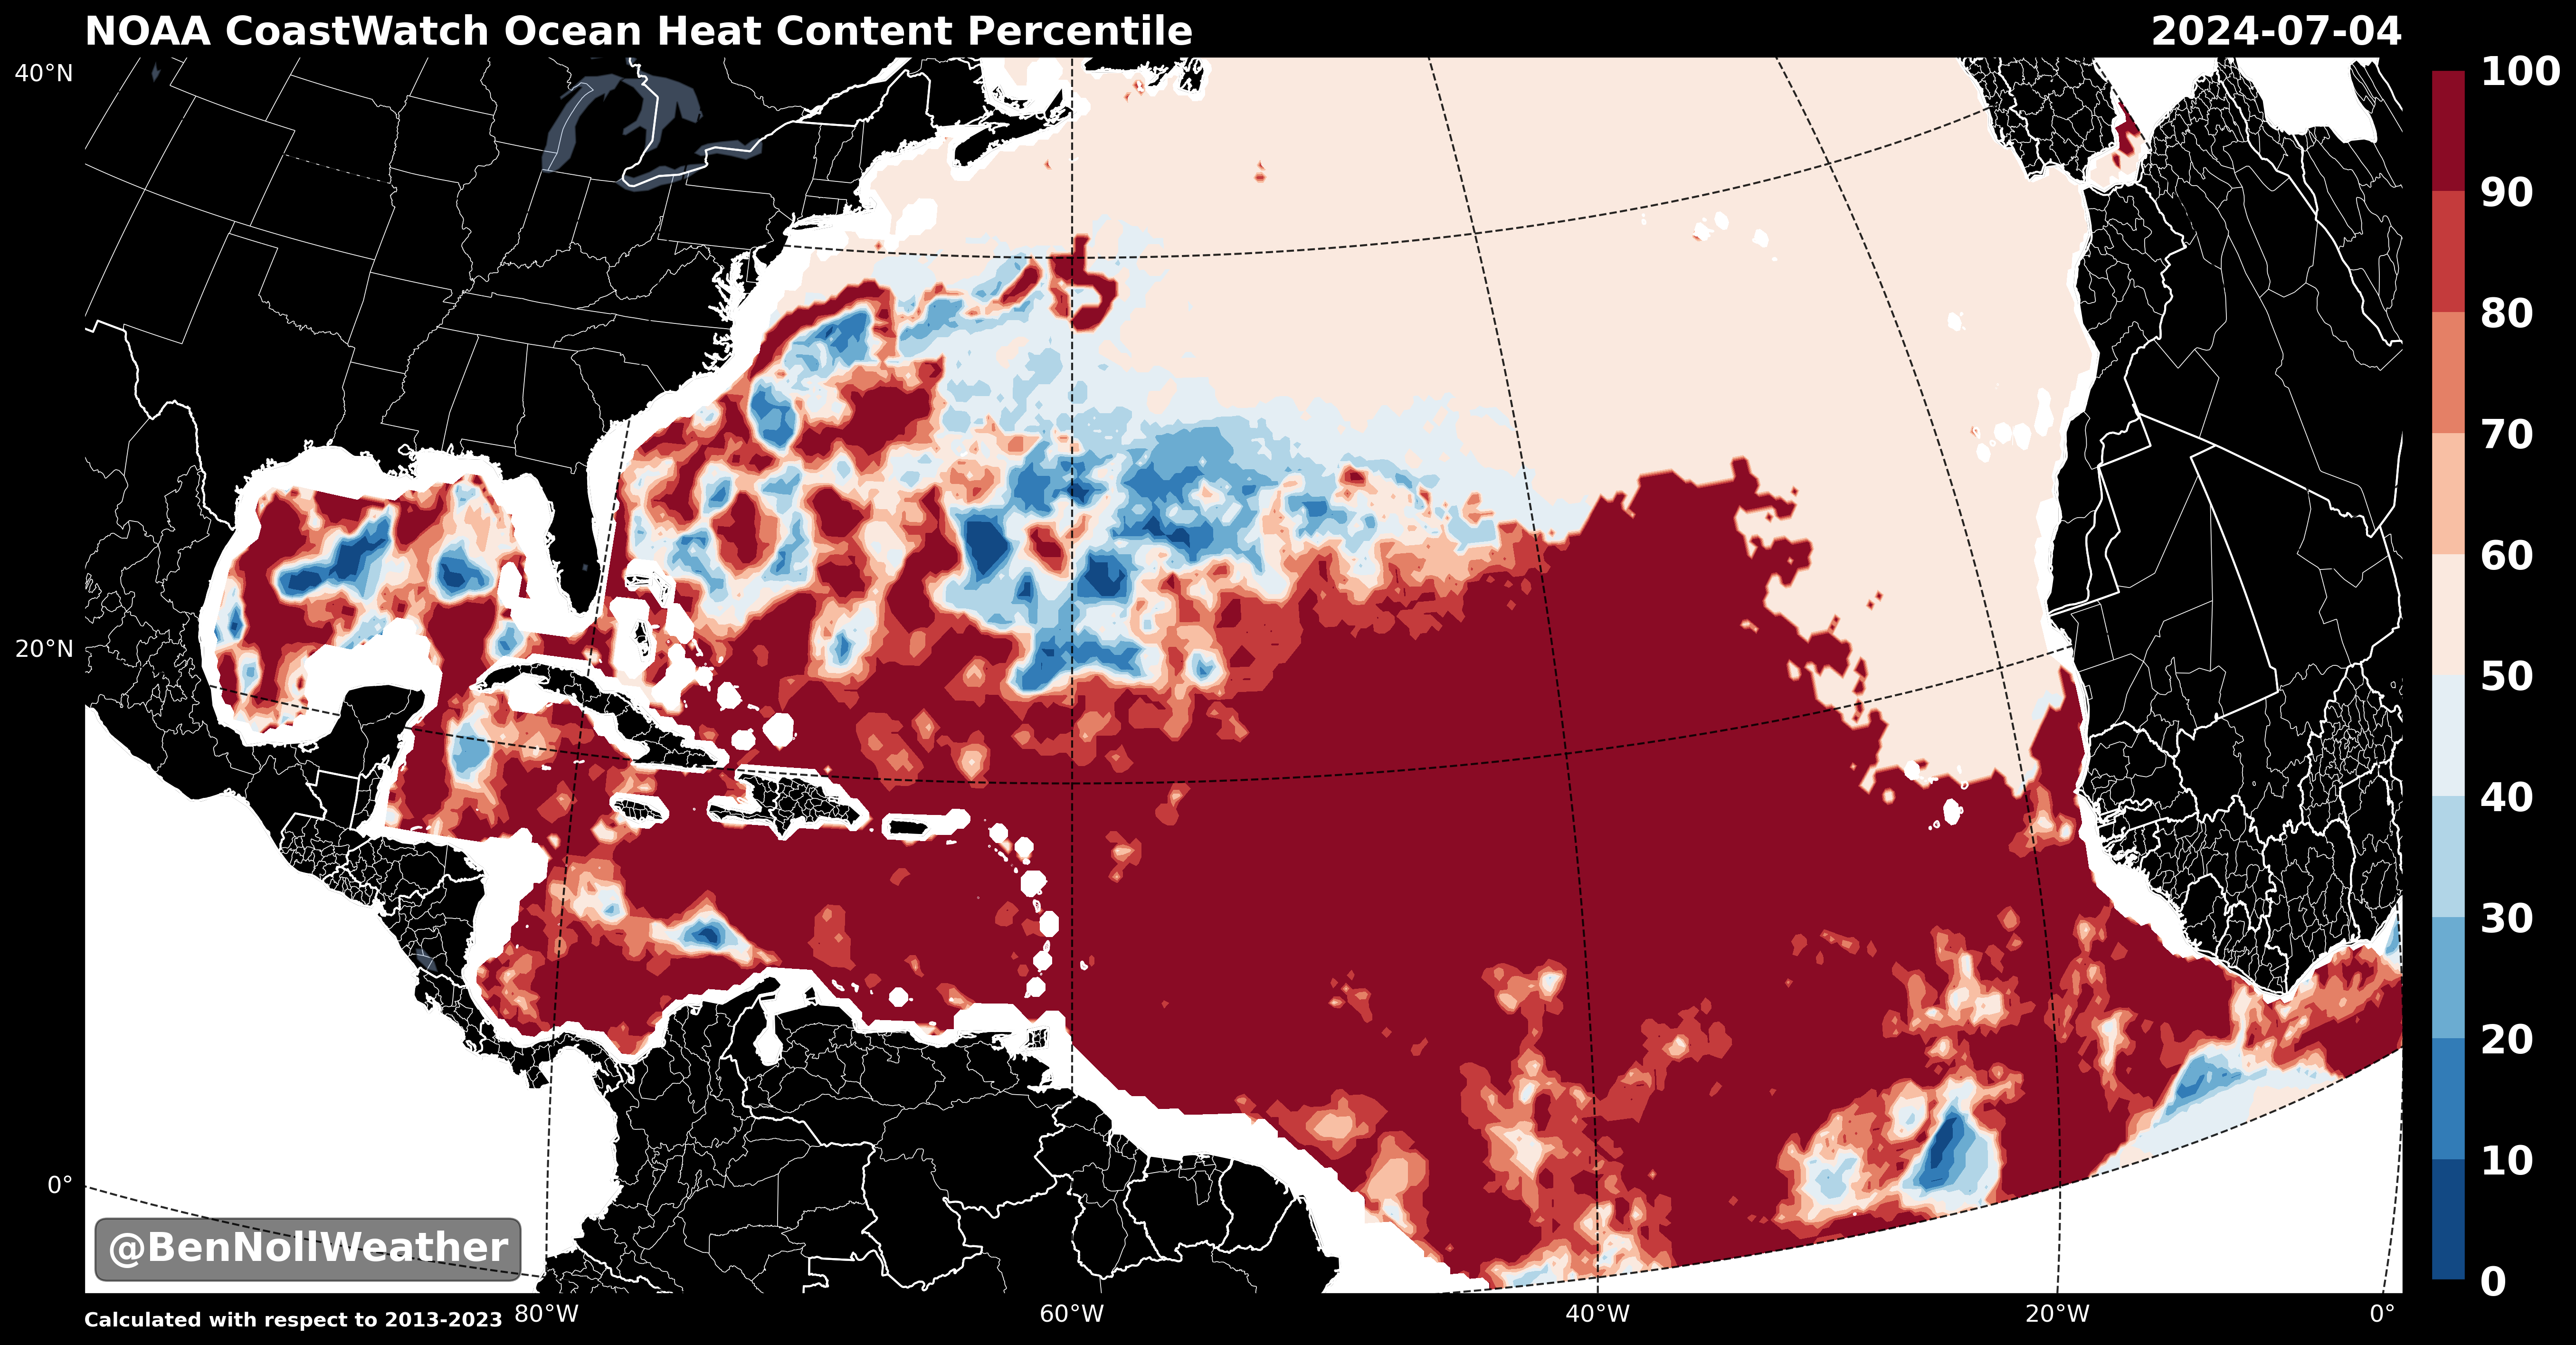 NOAA CoastWatch Ocean Heat Content Percentile 2024-07-04
40°N
20°N
0°
100
90
80
70
60
50
40
30
20
10
0
@BenNollWeather
80°W 60°W 40°W 20°W 0°
Calculated with respect to 2013-2023